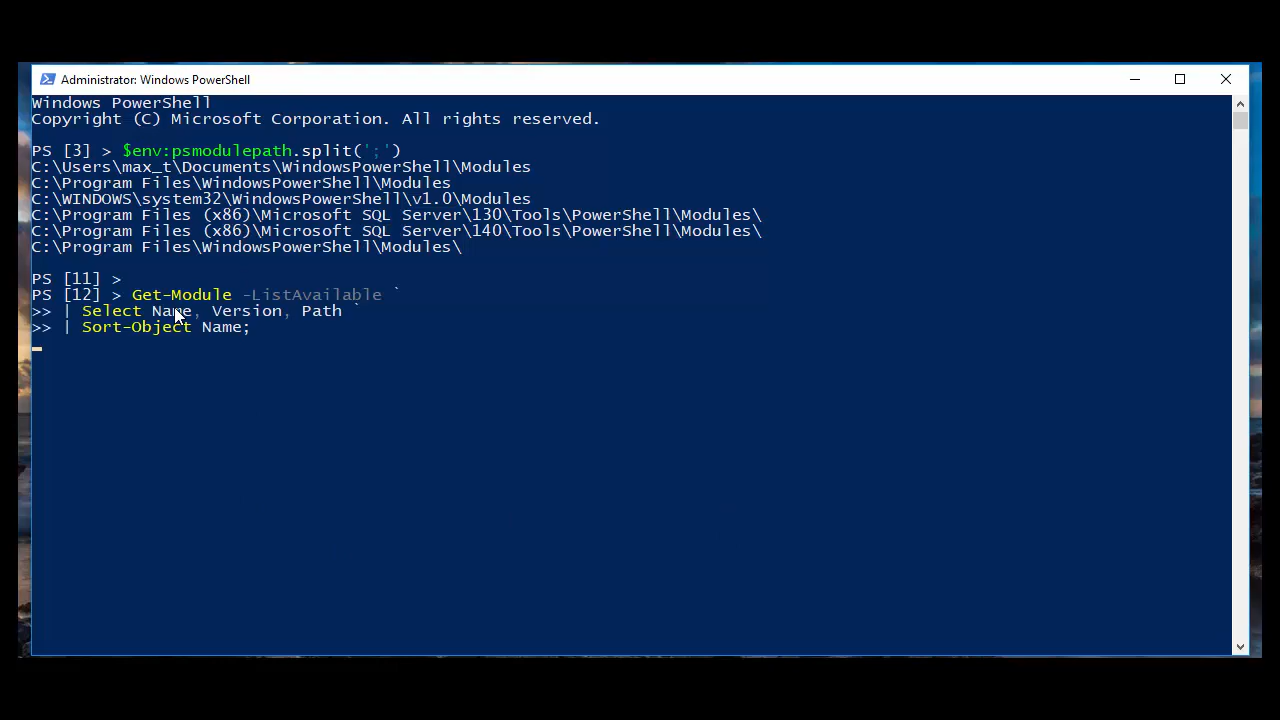 Administrator: Windows PowerShell
Windows PowerShell
Copyright (C) Microsoft Corporation. All rights reserved.
PS [3] > $env:psmodulepath.split(';')
C:\Users\max_t\Documents\WindowsPowerShell\Modules
C:\Program Files\WindowsPowerShell\Modules
C:\WINDOWS\system32\WindowsPowerShell\v1.0\Modules
C:\Program Files (x86)\Microsoft SQL Server\130\Tools\PowerShell\Modules\
C:\Program Files (x86)\Microsoft SQL Server\140\Tools\PowerShell\Modules\
C:\Program Files\WindowsPowerShell\Modules\
PS [11] >
PS [12] > Get-Module -ListAvailable `
>> | Select Name, Version, Path `
>> | Sort-Object Name;